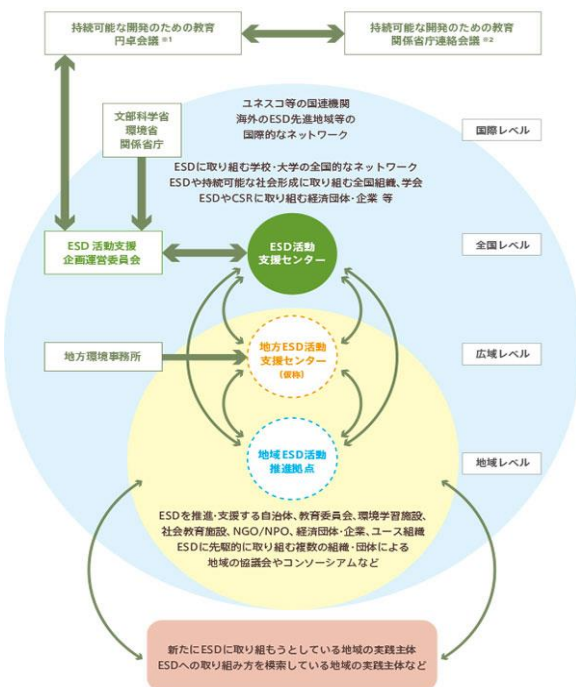 持続可能な開発のための教育
円卓会議 ※1
持続可能な開発のための教育
関係省庁連絡会議 ※2
文部科学省
環境省
関係省庁
ユネスコ等の国連機関
海外のESD先進地域等の
国際的なネットワーク
国際レベル
ESDに取り組む学校・大学の全国的なネットワーク
ESDや持続可能な社会形成に取り組む全国組織、学会
ESDやCSRに取り組む経済団体・企業 等
ESD 活動支援
企画運営委員会
ESD活動
支援センター
全国レベル
地方環境事務所
地方ESD活動
支援センター
(仮称)
広域レベル
地域ESD活動
推進拠点
地域レベル
ESDを推進・支援する自治体、教育委員会、環境学習施設、
社会教育施設、NGO/NPO、経済団体・企業、ユース組織
ESDに先駆的に取り組む複数の組織・団体による
地域の協議会やコンソーシアムなど
新たにESDに取り組もうとしている地域の実践主体
ESDへの取り組み方を模索している地域の実践主体など